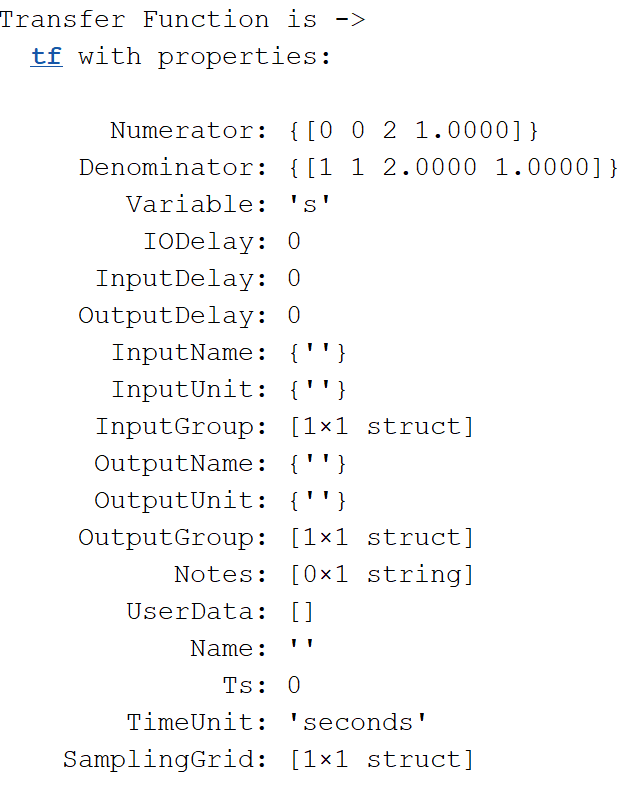 Transfer Function is ->
tf with properties:
Numerator: {[0 0 2 1.0000]}
Denominator: {[1 1 2.0000 1.0000]}
Variable: 's'
IODelay: 0
InputDelay: 0
OutputDelay: 0
InputName: {''}
InputUnit: {''}
InputGroup: [1×1 struct]
OutputName: {''}
OutputUnit: {''}
OutputGroup: [1×1 struct]
Notes: [0×1 string]
UserData: []
Name: ''
Ts: 0
TimeUnit: 'seconds'
SamplingGrid: [1×1 struct]